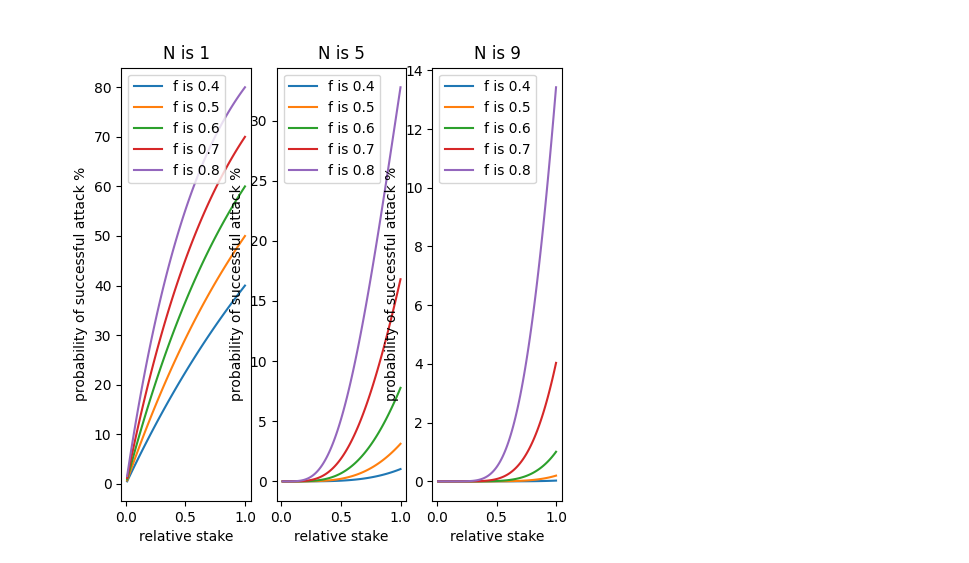 N is 1
N is 5
N is 9
f is 0.4
f is 0.5
f is 0.6
f is 0.7
f is 0.8
80
70
60
50
40
30
20
10
0
probability of successful attack %
0.0
0.5
1.0
relative stake
f is 0.4
f is 0.5
f is 0.6
f is 0.7
f is 0.8
30
25
20
15
10
5
0
probability of successful attack %
0.0
0.5
1.0
relative stake
f is 0.4
f is 0.5
f is 0.6
f is 0.7
f is 0.8
14
12
10
8
6
4
2
0
probability of successful attack %
0.0
0.5
1.0
relative stake